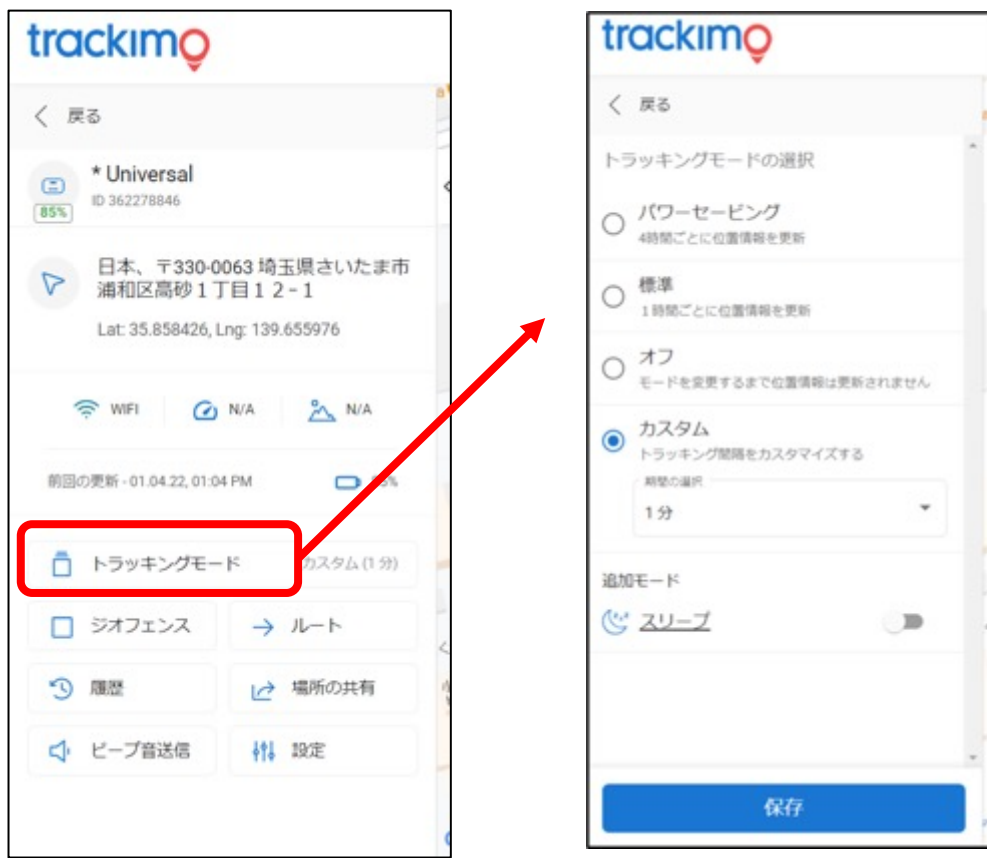 trackimo
戻る
* Universal
ID 362278846
85%
日本、〒330-0063 埼玉県さいたま市
浦和区高砂１丁目１２−１
Lat: 35.858426, Lng: 139.655976
WIFI
N/A
N/A
前回の更新 - 01.04.22, 01:04 PM
トラッキングモード
カスタム (1 分)
ジオフェンス
ルート
履歴
場所の共有
ビープ音送信
設定
trackimo
戻る
トラッキングモードの選択
パワーセービング
4時間ごとに位置情報を更新
標準
１時間ごとに位置情報を更新
オフ
モードを変更するまで位置情報は更新されません
カスタム
トラッキング間隔をカスタマイズする
期間の選択
1 分
追加モード
スリープ
保存